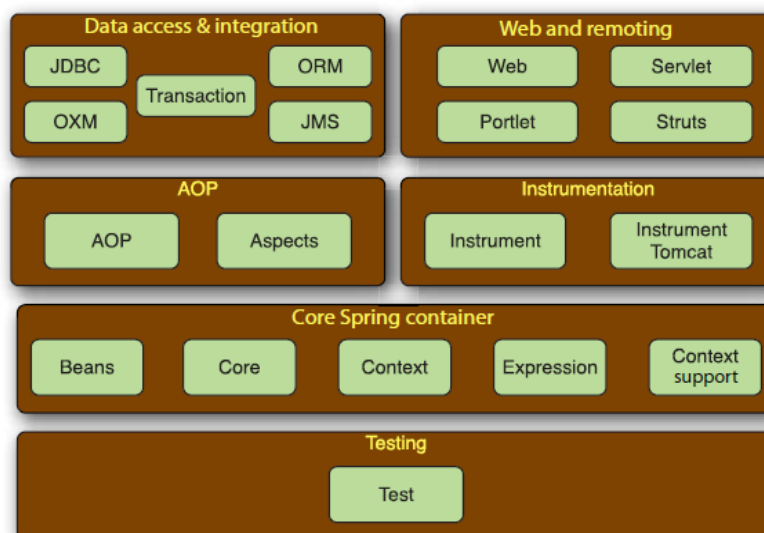 Data access & integration
JDBC
ORM
Transaction
OXM
JMS
Web and remoting
Web
Servlet
Portlet
Struts
AOP
AOP
Aspects
Instrumentation
Instrument
Instrument
Tomcat
Core Spring container
Beans
Core
Context
Expression
Context
support
Testing
Test